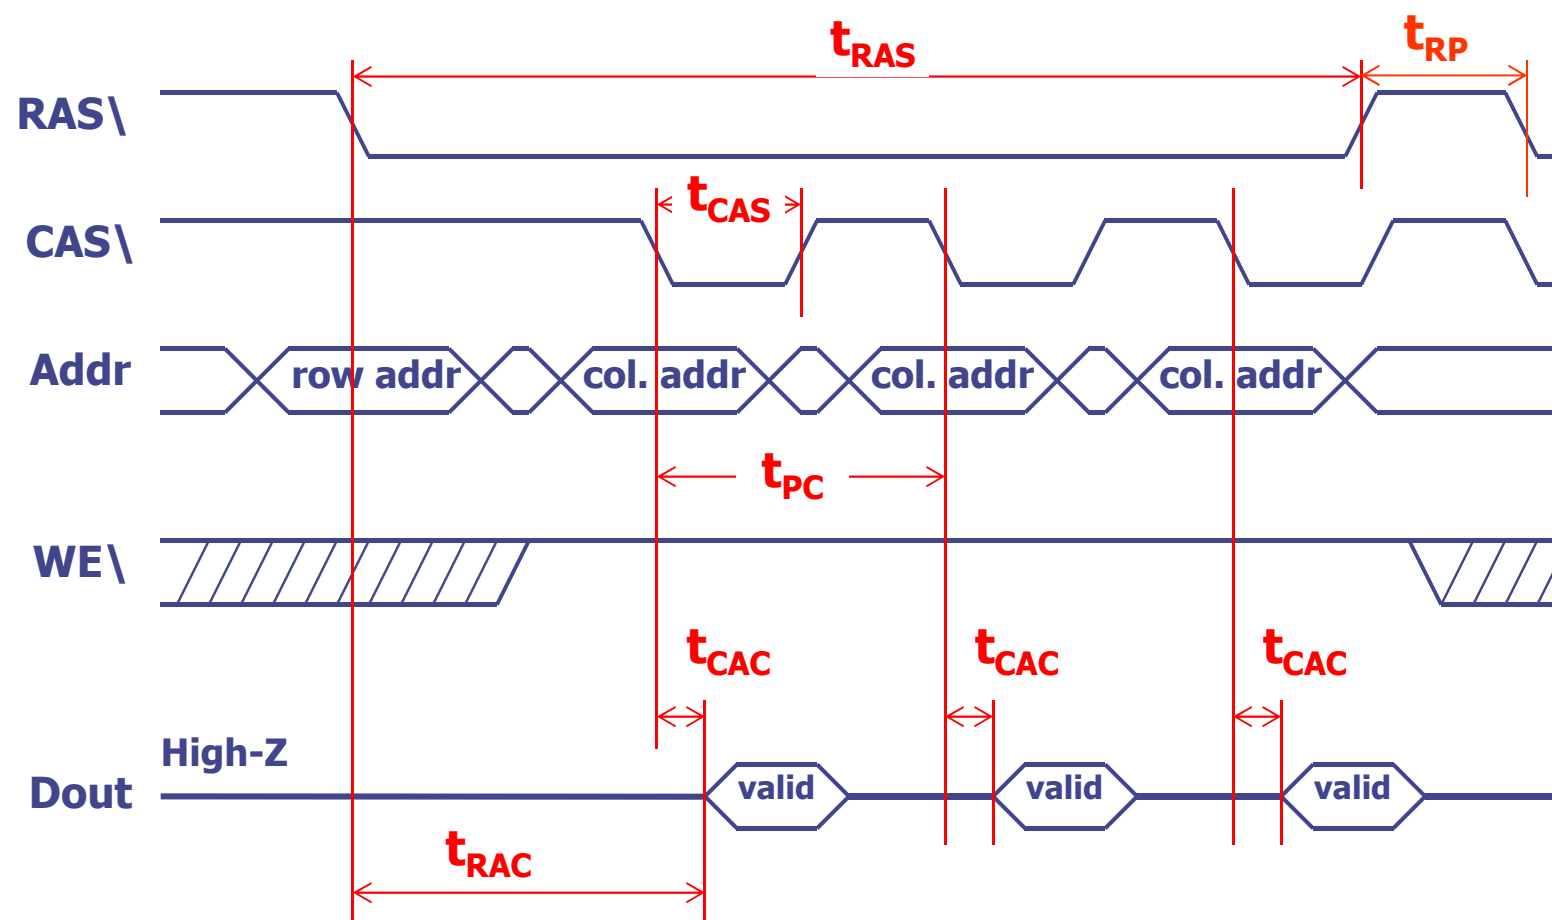 tRAS
tRP
RAS\
tCAS
CAS\
Addr
row addr
col. addr
col. addr
col. addr
tPC
WE\
tCAC
tCAC
tCAC
High-Z
Dout
valid
valid
valid
tRAC